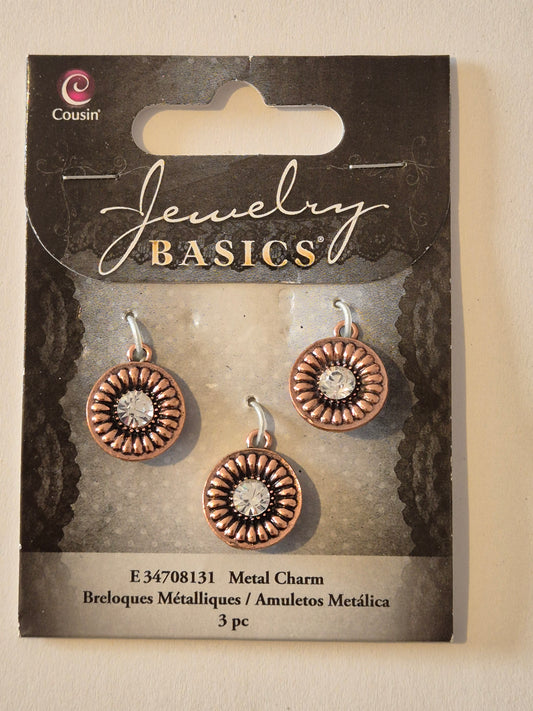 Cousin®
Jewelry
BASICS®
E 34708131 Metal Charm
Breloques Métalliques / Amuletos Metálica
3 pc